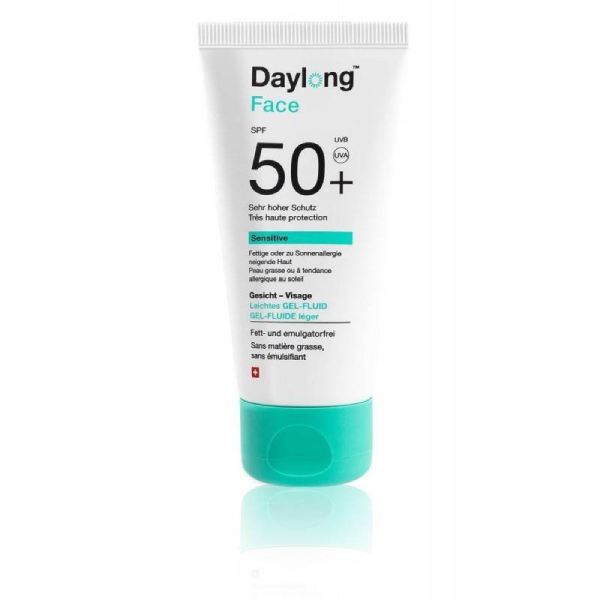 Daylong™
Face
SPF
50+
UVB
UVA
Sehr hoher Schutz
Très haute protection
Sensitive
Fettige oder zu Sonnenallergie
neigende Haut
Peau grasse ou à tendance
allergique au soleil
Gesicht – Visage
Leichtes GEL-FLUID
GEL-FLUIDE léger
Fett- und emulgatorfrei
Sans matière grasse,
sans émulsifiant